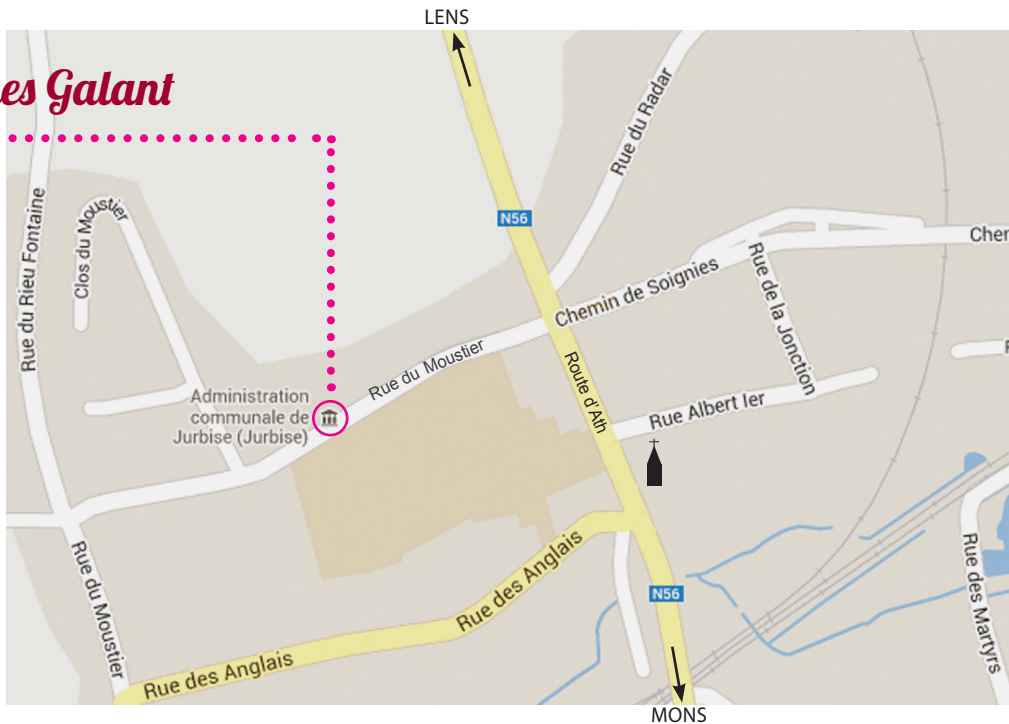 LENS
es Galant
Rue du Radar
Clos du Moustier
Rue du Rieu Fontaine
N56
Chemin de Soignies
Cher
Rue de la Jonction
Rue du Moustier
Route d'Ath
Administration
communale de
Jurbise (Jurbise)
Rue Albert Ier
Rue du Moustier
Rue des Anglais
Rue des Anglais
N56
Rue des Martyrs
MONS